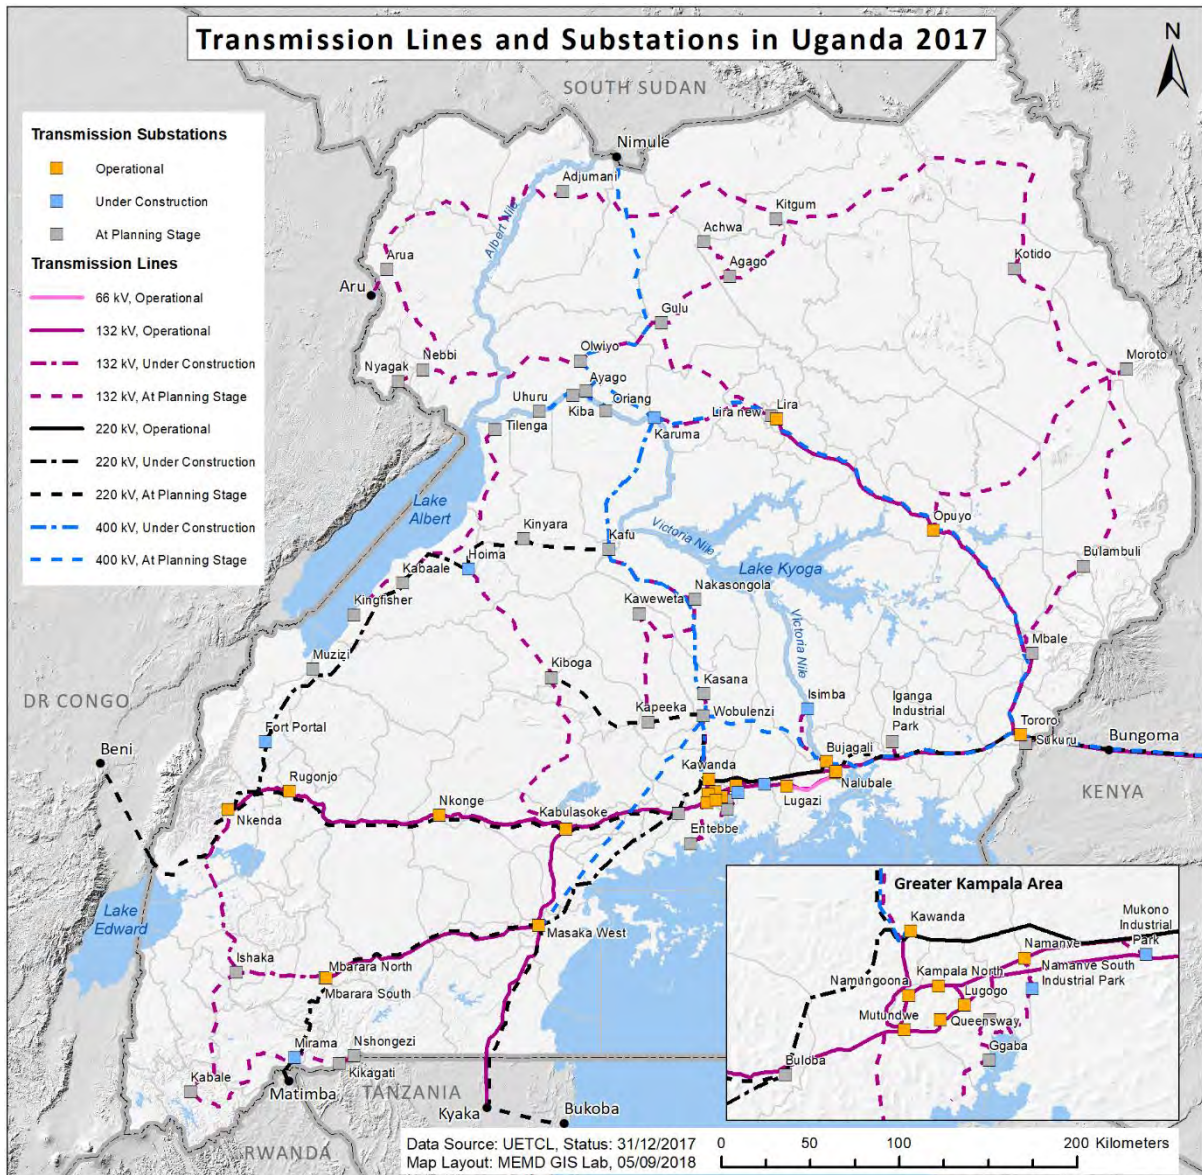 Transmission Lines and Substations in Uganda 2017
N
SOUTH SUDAN
Transmission Substations
Operational
Under Construction
At Planning Stage
Transmission Lines
66 kV, Operational
132 kV, Operational
132 kV, Under Construction
132 kV, At Planning Stage
220 kV, Operational
220 kV, Under Construction
220 kV, At Planning Stage
400 kV, Under Construction
400 kV, At Planning Stage
Nimule
Adjumani
Albert Nile
Kitgum
Achwa
Arua
Agago
Kotido
Aru
Gulu
Olwiyo
Nebbi
Nyagak
Moroto
Ayago
Uhuru
Kiba
Oriang
Lira new
Lira
Tilenga
Karuma
Lake
Albert
Opuyo
Kinyara
Kafu
Victoria Nile
Hoima
Kabaale
Lake Kyoga
Bulambuli
Nakasongola
Kaweweta
Kingfisher
Victoria Nile
Mbale
Muzizi
Kiboga
Kasana
Isimba
Iganga
Industrial
Park
DR CONGO
Kapeeka
Wobulenzi
Tororo
Fort Portal
Sukuru
Beni
Bungoma
Bujagali
Kawanda
Rugonjo
Nalubale
Lugazi
KENYA
Nkenda
Nkonge
Kabulasoke
Entebbe
Lake
Edward
Masaka West
Ishaka
Mbarara North
Mbarara South
Mirama
Nshongezi
Kikagati
Kabale
Matimba
TANZANIA
Kyaka
Bukoba
RWANDA
Greater Kampala Area
Kawanda
Mukono
Industrial
Park
Namanve
Kampala North
Namanve South
Industrial Park
Namungoona
Lugogo
Mutundwe
Queensway
Ggaba
Buloba
Data Source: UETCL, Status: 31/12/2017
Map Layout: MEMD GIS Lab, 05/09/2018
0 50 100 200 Kilometers